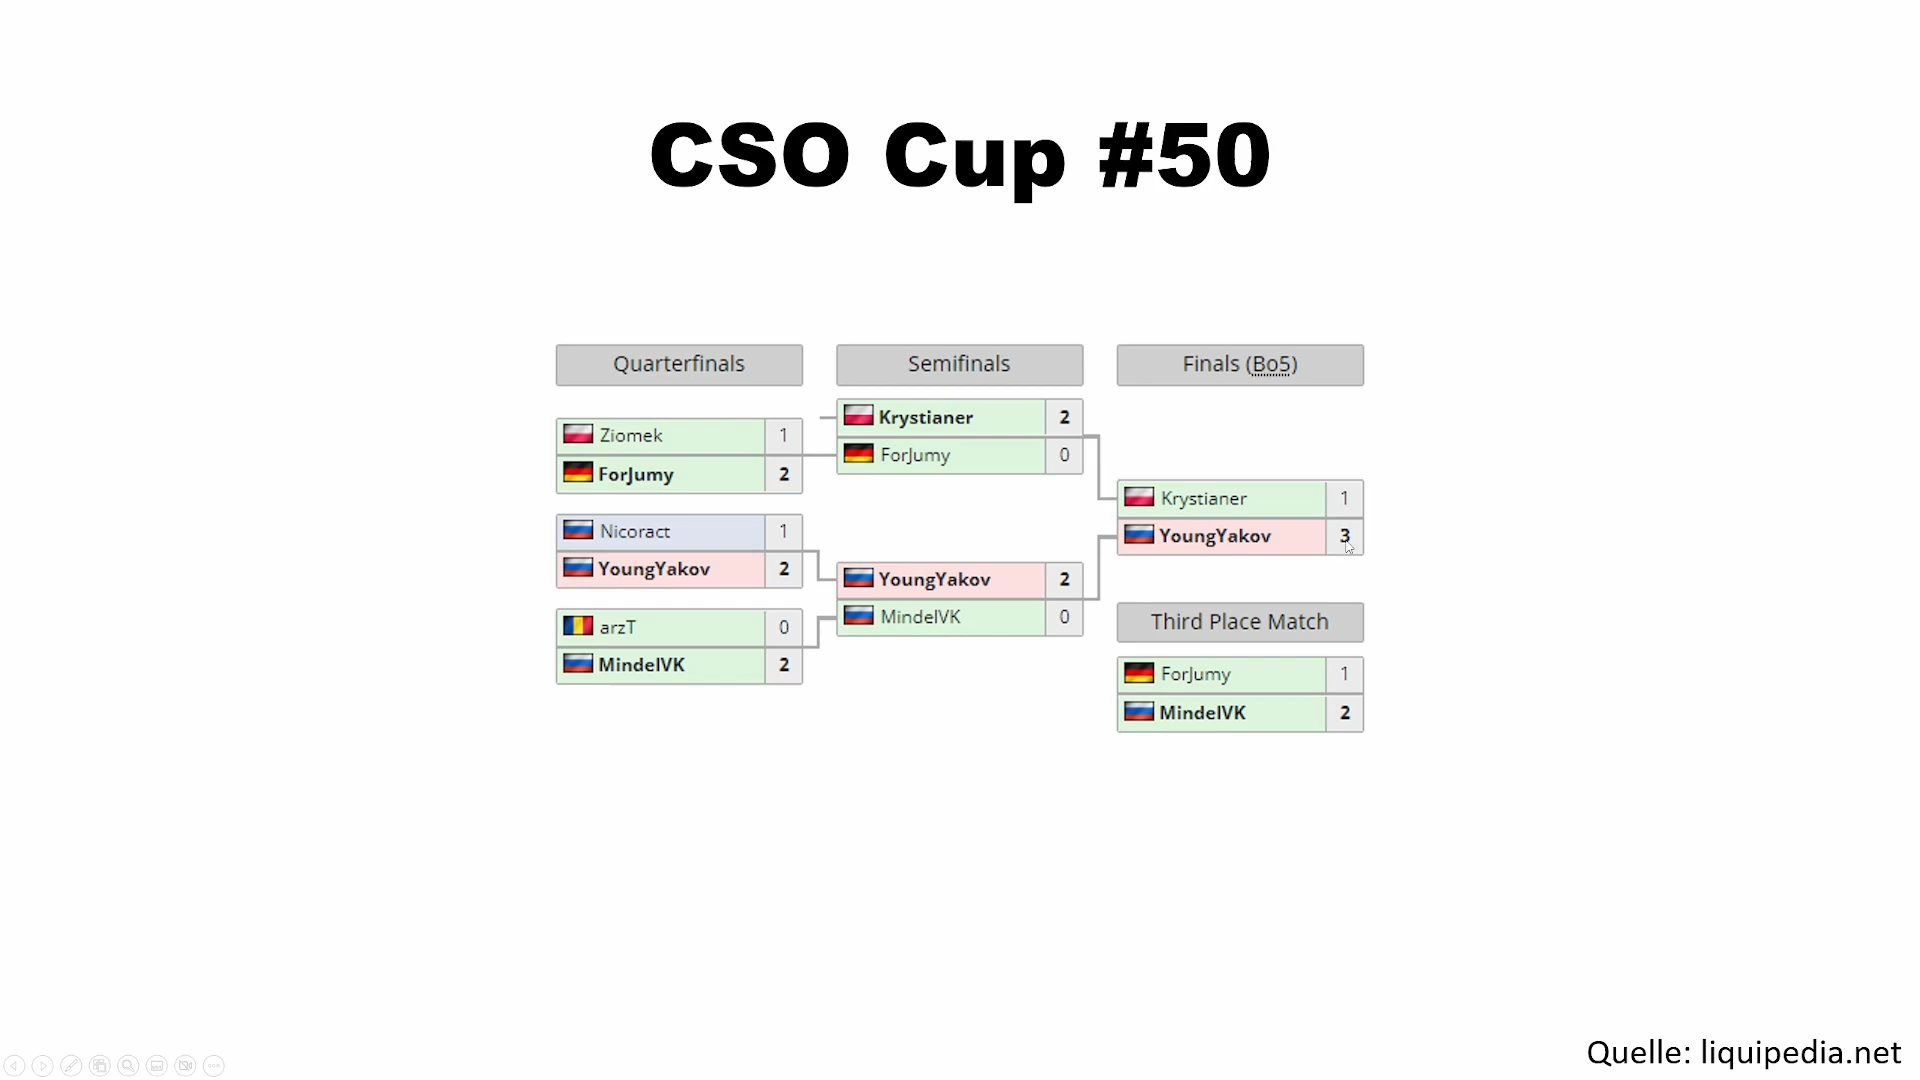 CSO Cup #50
Quarterfinals
Ziomek 1
ForJumy 2
Nicoract 1
YoungYakov 2
arzT 0
MindelVK 2
Semifinals
Krystianer 2
ForJumy 0
YoungYakov 2
MindelVK 0
Finals (Bo5)
Krystianer 1
YoungYakov 3
Third Place Match
ForJumy 1
MindelVK 2
Quelle: liquipedia.net